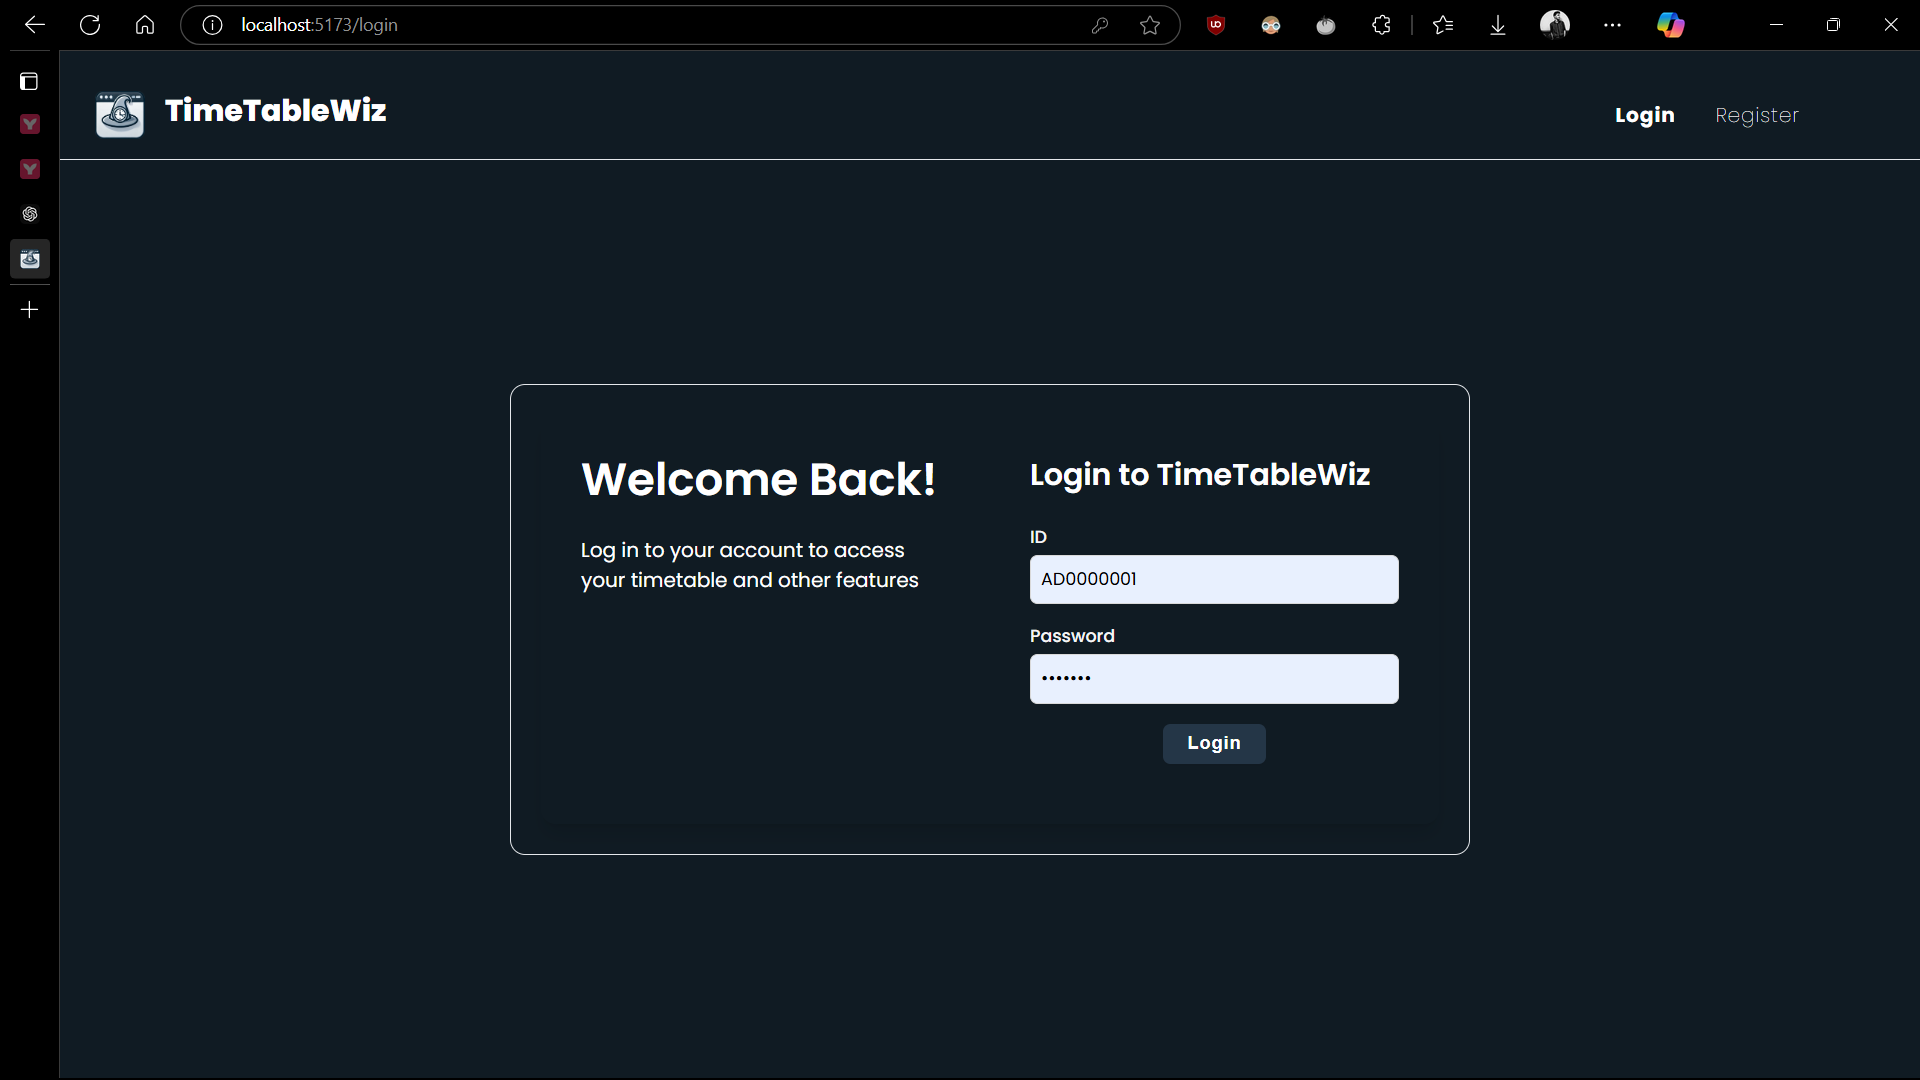 localhost:5173/login
TimeTableWiz
Login
Register
Welcome Back!
Log in to your account to access
your timetable and other features
Login to TimeTableWiz
ID
AD0000001
Password
•••••••
Login